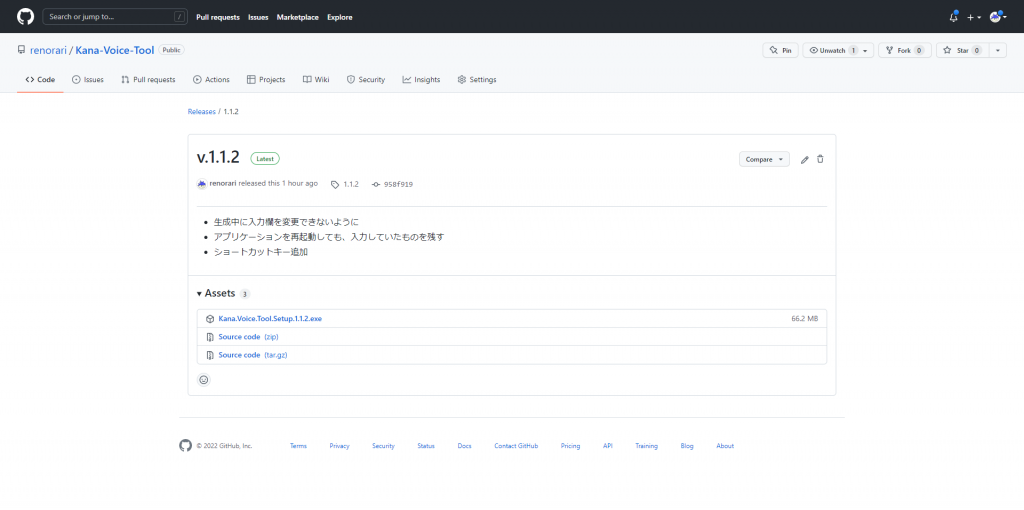 Search or jump to... /
Pull requests Issues Marketplace Explore
renorari / Kana-Voice-Tool Public
Pin Unwatch 1 Fork 0 Star 0
Code Issues Pull requests Actions Projects Wiki Security Insights Settings
Releases / 1.1.2
v.1.1.2 Latest
Compare
renorari released this 1 hour ago 1.1.2 958f919
生成中に入力欄を変更できないように
アプリケーションを再起動しても、入力していたものを残す
ショートカットキー追加
Assets 3
Kana.Voice.Tool.Setup.1.1.2.exe 66.2 MB
Source code (zip)
Source code (tar.gz)
© 2022 GitHub, Inc. Terms Privacy Security Status Docs Contact GitHub Pricing API Training Blog About